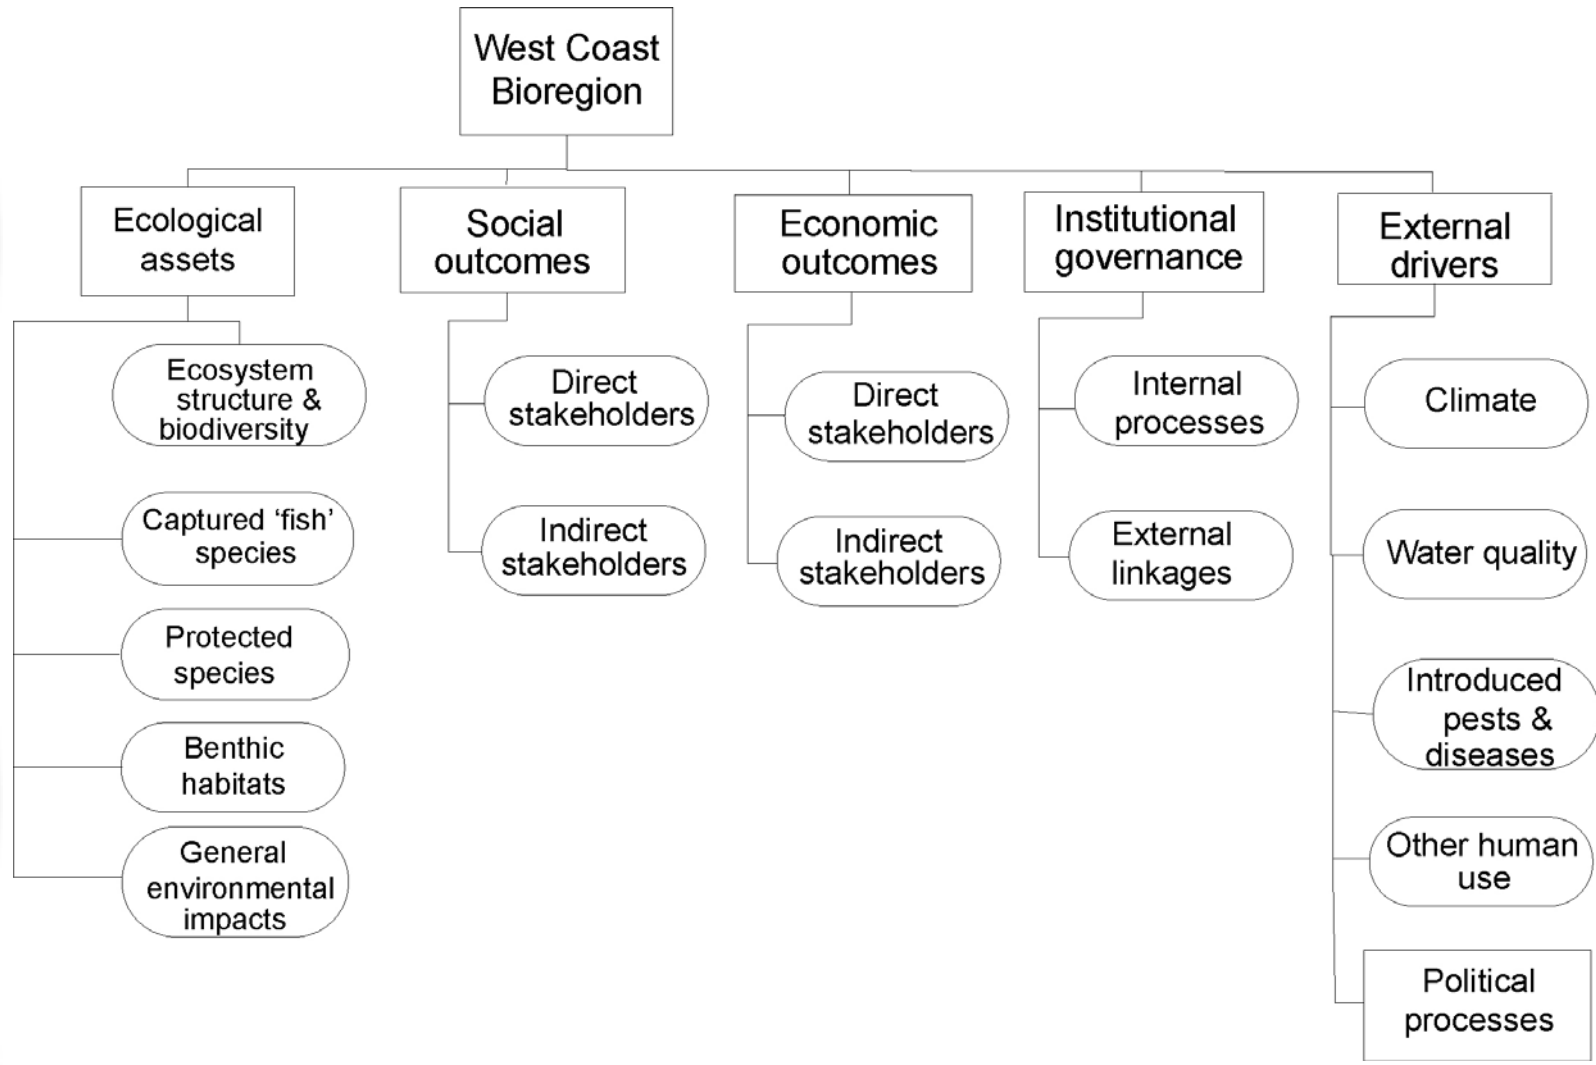 West Coast
Bioregion
Ecological
assets
Social
outcomes
Economic
outcomes
Institutional
governance
External
drivers
Ecosystem
structure &
biodiversity
Captured ‘fish’
species
Protected
species
Benthic
habitats
General
environmental
impacts
Direct
stakeholders
Indirect
stakeholders
Direct
stakeholders
Indirect
stakeholders
Internal
processes
External
linkages
Climate
Water quality
Introduced
pests &
diseases
Other human
use
Political
processes